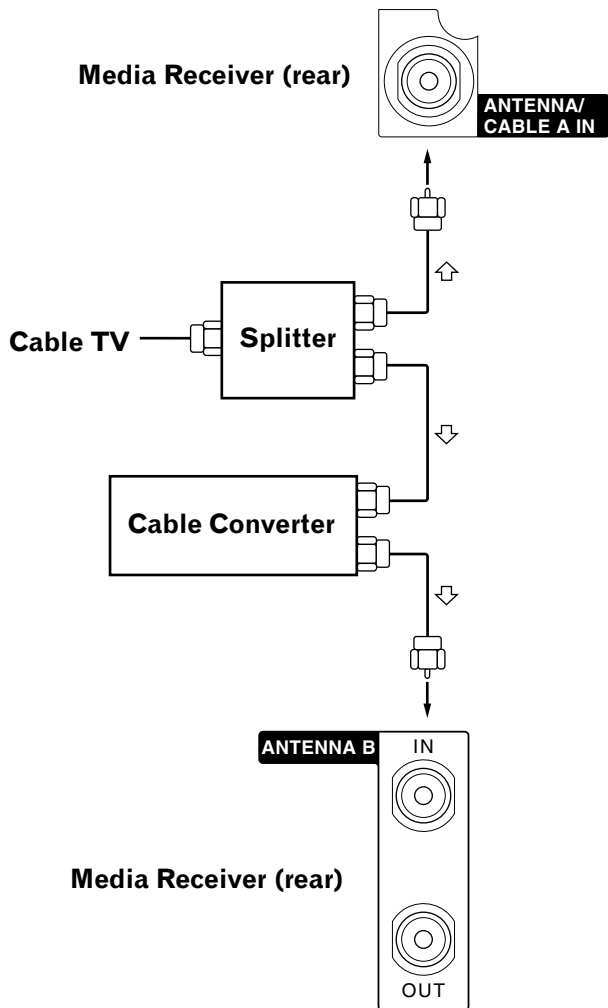 Media Receiver (rear)
ANTENNA/
CABLE A IN
Cable TV
Splitter
Cable Converter
ANTENNA B
IN
Media Receiver (rear)
OUT